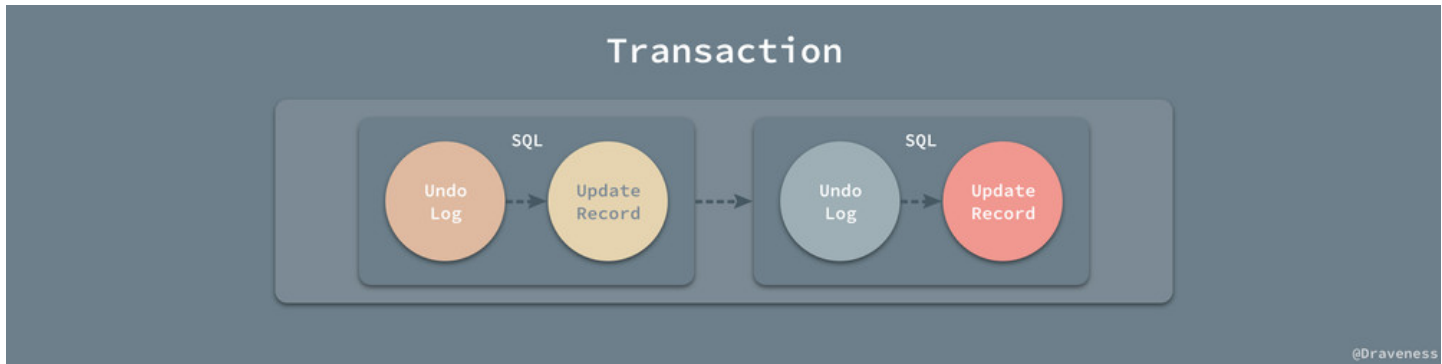 Transaction
SQL
Undo
Log
Update
Record
SQL
Undo
Log
Update
Record
@Draveness